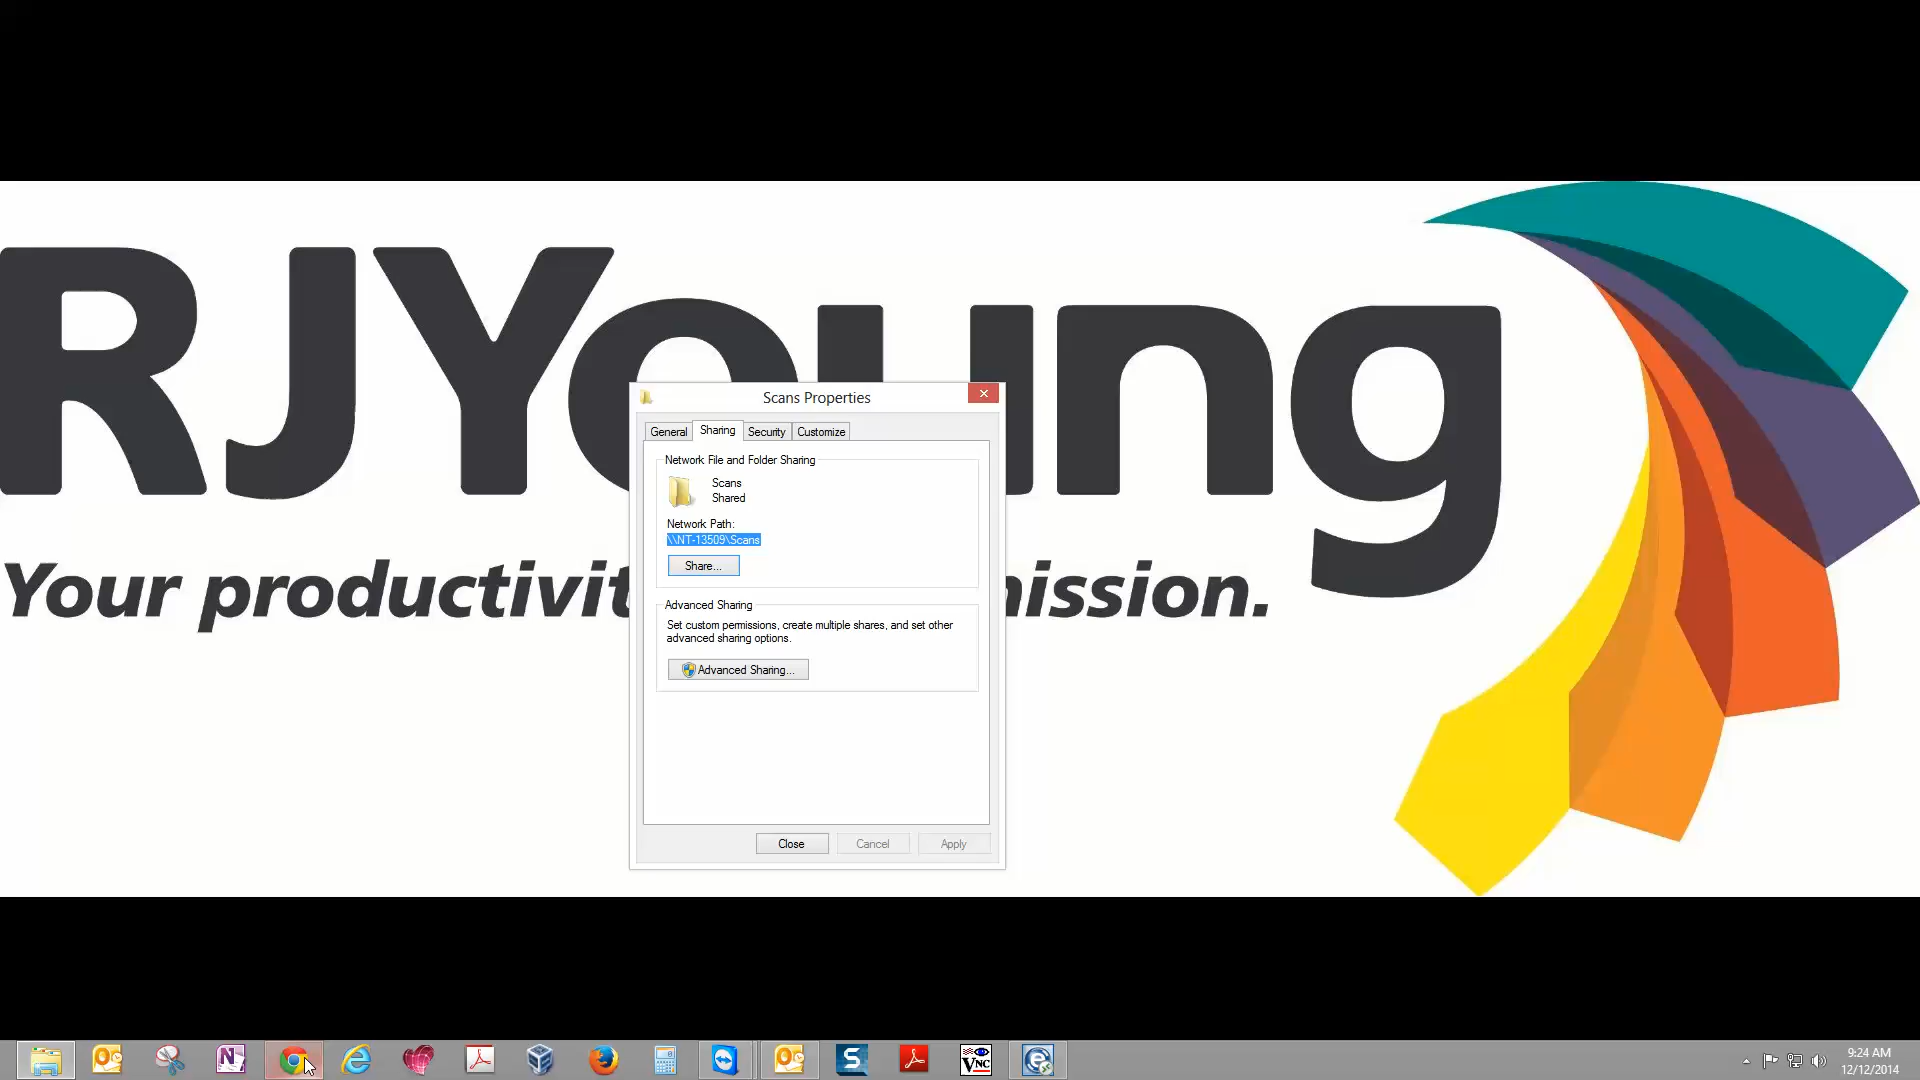 RJYoung
Your productivit
ission.
Scans Properties
General
Sharing
Security
Customize
Network File and Folder Sharing
Scans
Shared
Network Path:
\\NT-13509\Scans
Share...
Advanced Sharing
Set custom permissions, create multiple shares, and set other
advanced sharing options.
Advanced Sharing...
Close
Cancel
Apply
VNC
9:24 AM
12/12/2014